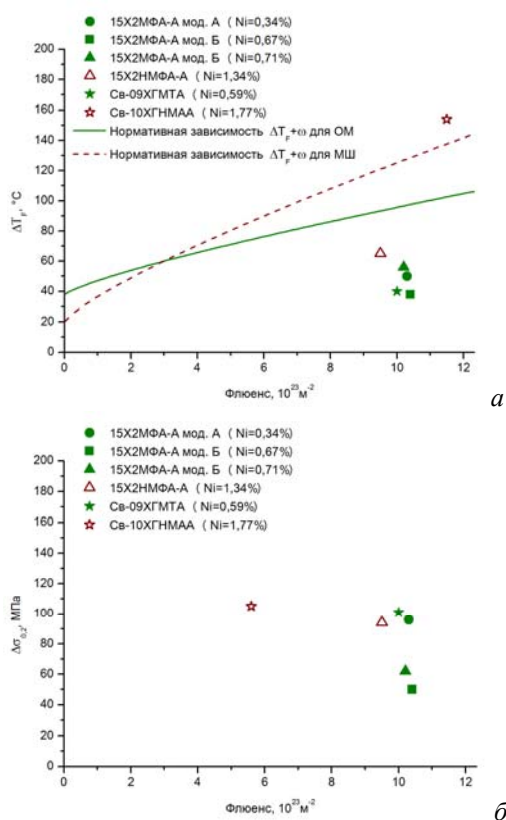 15Х2МФА-А мод. А (Ni=0,34%)
15Х2МФА-А мод. Б (Ni=0,67%)
15Х2МФА-А мод. Б (Ni=0,71%)
15Х2НМФА-А (Ni=1,34%)
Св-09ХГМТА (Ni=0,59%)
Св-10ХГНМАА (Ni=1,77%)
Нормативная зависимость ΔT_F+ω для ОМ
Нормативная зависимость ΔT_F+ω для МШ
200
180
160
140
120
100
80
60
40
20
0
ΔT_F, °C
0 2 4 6 8 10 12
Флюенс, 10²³м⁻²
а
15Х2МФА-А мод. А (Ni=0,34%)
15Х2МФА-А мод. Б (Ni=0,67%)
15Х2МФА-А мод. Б (Ni=0,71%)
15Х2НМФА-А (Ni=1,34%)
Св-09ХГМТА (Ni=0,59%)
Св-10ХГНМАА (Ni=1,77%)
200
180
160
140
120
100
80
60
40
20
0
Δσ₀,₂, МПа
0 2 4 6 8 10 12
Флюенс, 10²³м⁻²
б